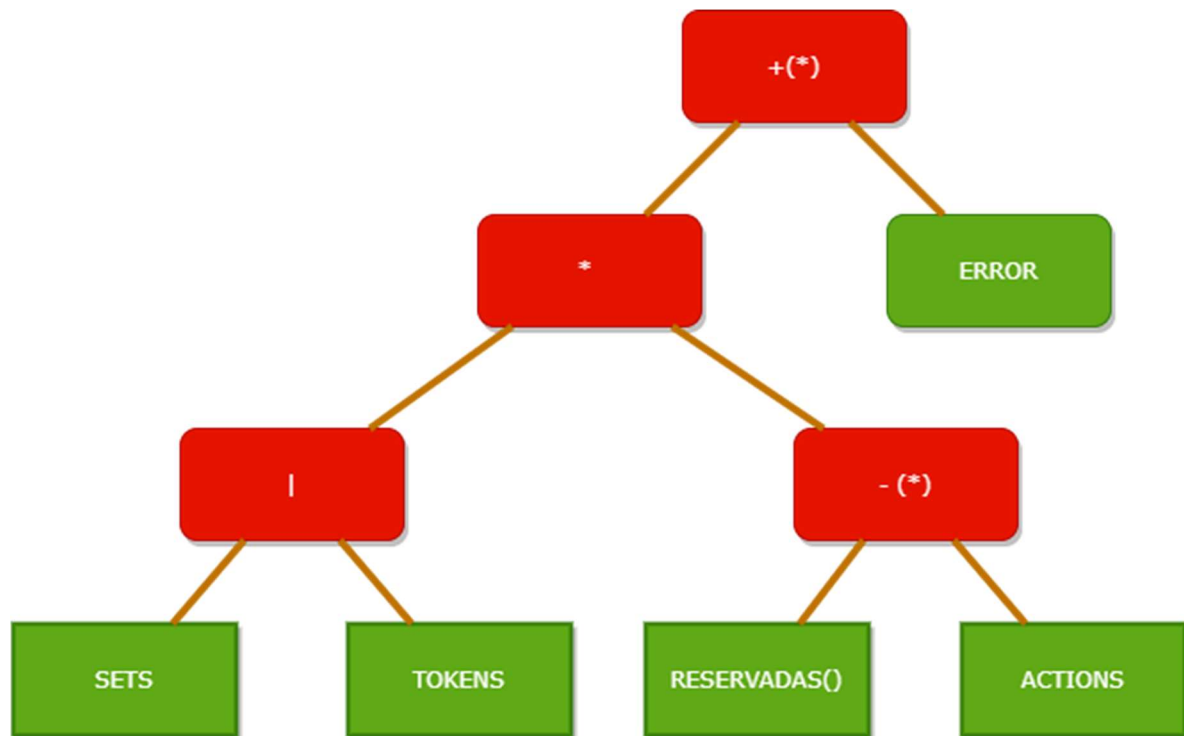 +(*)
*
ERROR
|
- (*)
SETS
TOKENS
RESERVADAS()
ACTIONS